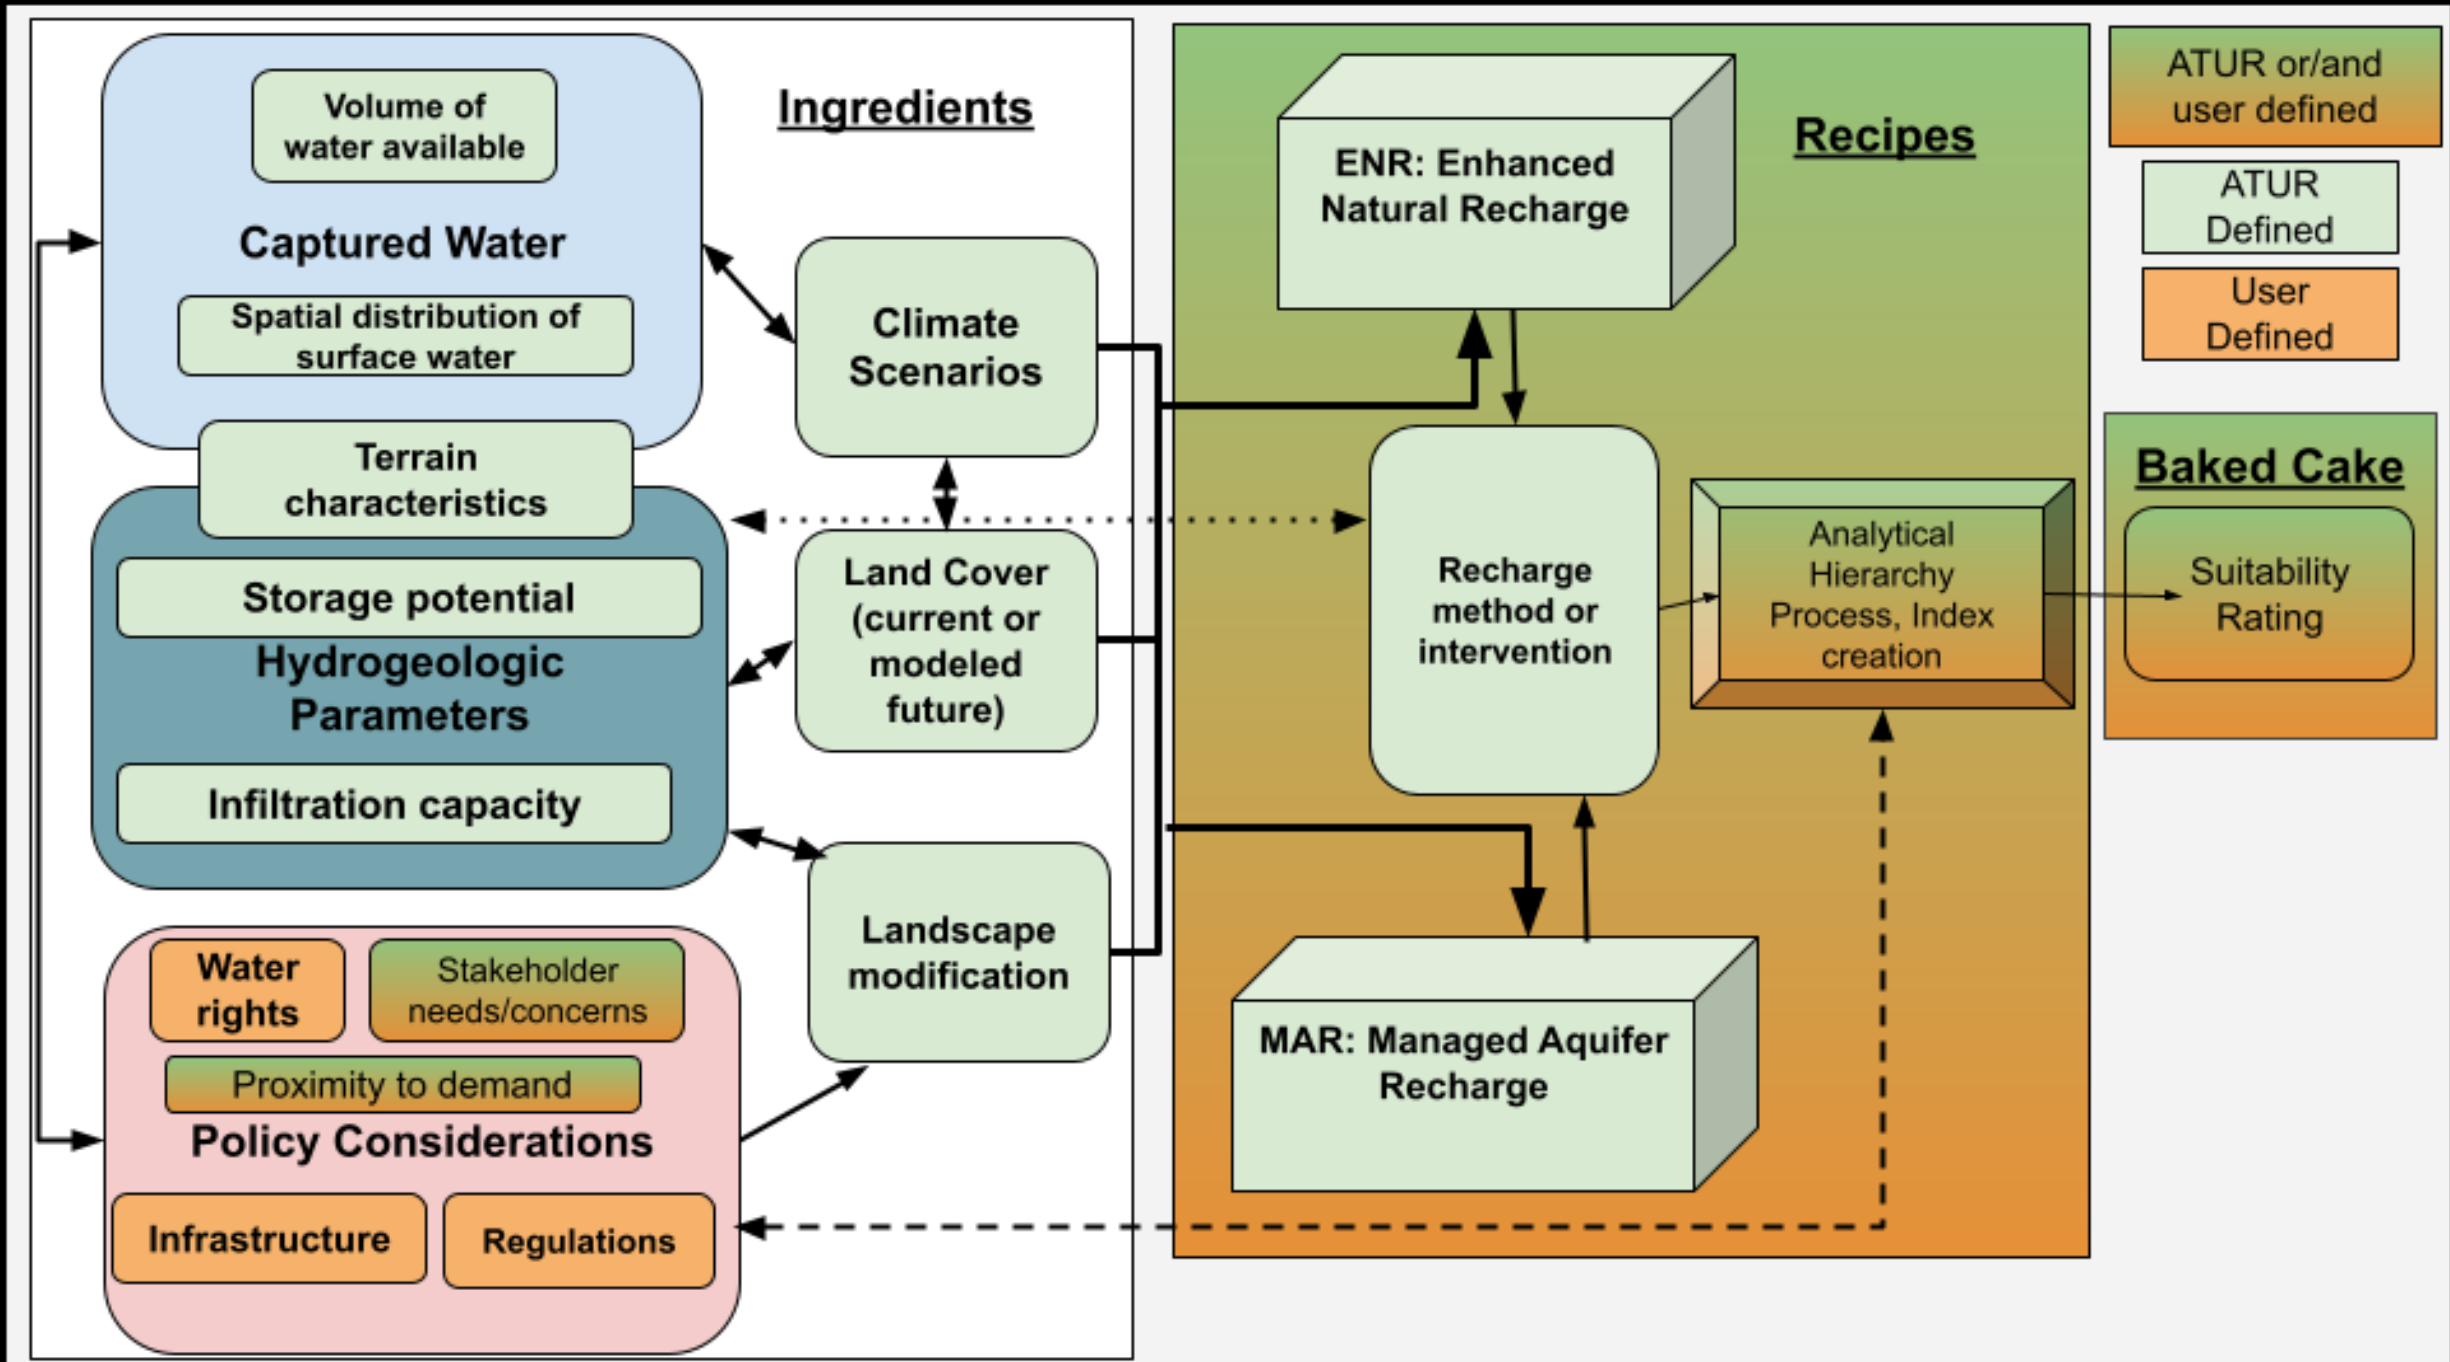 Ingredients
Volume of
water available
Captured Water
Spatial distribution of
surface water
Terrain
characteristics
Storage potential
Hydrogeologic
Parameters
Infiltration capacity
Water
rights
Stakeholder
needs/concerns
Proximity to demand
Policy Considerations
Infrastructure
Regulations
Climate
Scenarios
Land Cover
(current or
modeled
future)
Landscape
modification
Recipes
ENR: Enhanced
Natural Recharge
Recharge
method or
intervention
Analytical
Hierarchy
Process, Index
creation
MAR: Managed Aquifer
Recharge
ATUR or/and
user defined
ATUR
Defined
User
Defined
Baked Cake
Suitability
Rating